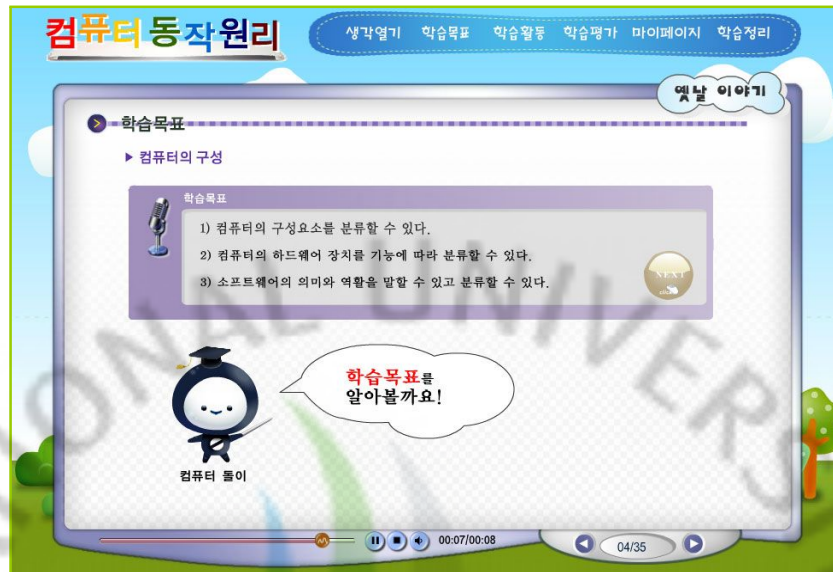 컴퓨터 동작원리
생각열기 학습목표 학습활동 학습평가 마이페이지 학습정리
옛날 이야기
학습목표
▶ 컴퓨터의 구성
학습목표
1) 컴퓨터의 구성요소를 분류할 수 있다.
2) 컴퓨터의 하드웨어 장치를 기능에 따라 분류할 수 있다.
3) 소프트웨어의 의미와 역할을 말할 수 있고 분류할 수 있다.
NEXT
click
학습목표를
알아볼까요!
컴퓨터 돌이
00:07/00:08
04/35
IONAL UNIVERS